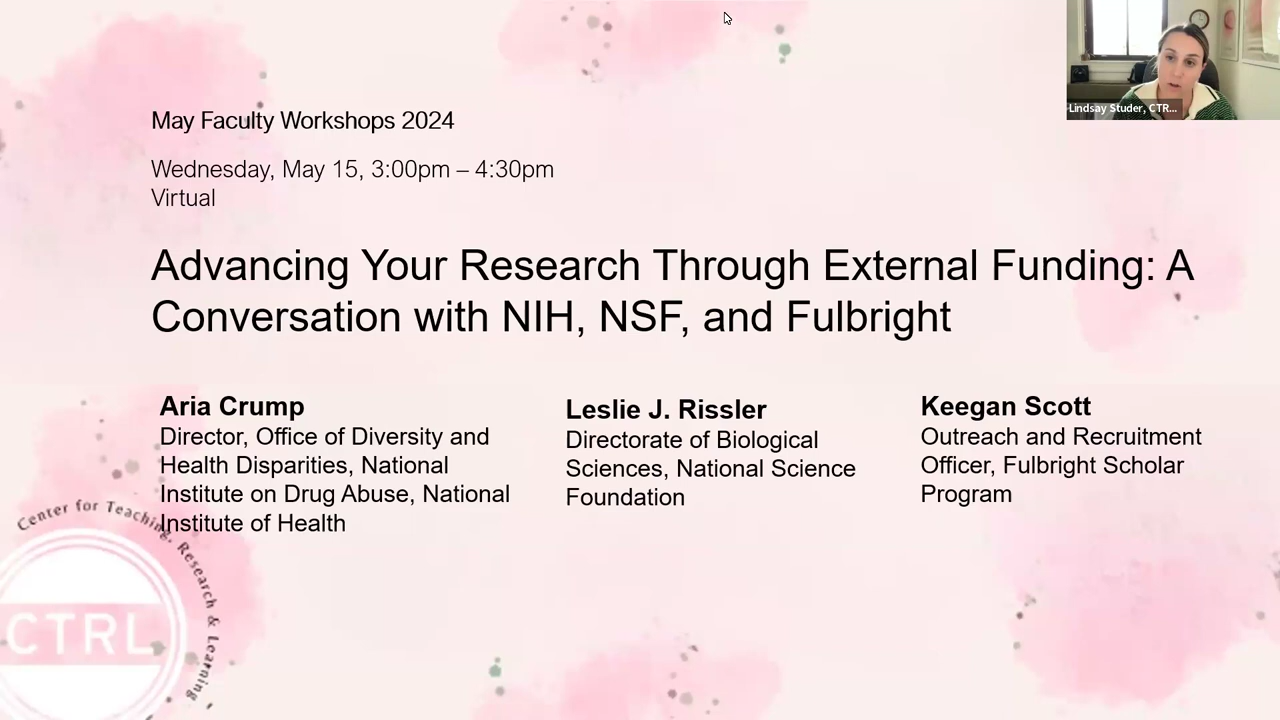 May Faculty Workshops 2024
Wednesday, May 15, 3:00pm – 4:30pm
Virtual
Advancing Your Research Through External Funding: A
Conversation with NIH, NSF, and Fulbright
Aria Crump
Director, Office of Diversity and
Health Disparities, National
Institute on Drug Abuse, National
Institute of Health
Leslie J. Rissler
Directorate of Biological
Sciences, National Science
Foundation
Keegan Scott
Outreach and Recruitment
Officer, Fulbright Scholar
Program
Lindsay Studer, CTR...
Center for Teaching, Research & Learning
CTRL